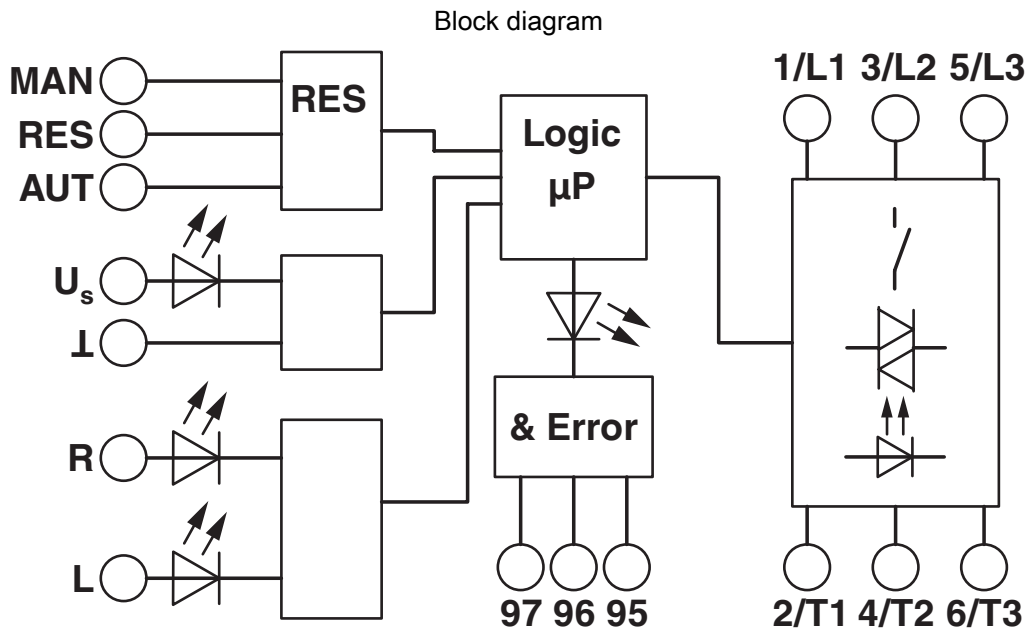 Block diagram
MAN
RES
AUT
RES
Us
⊥
R
L
Logic
µP
& Error
97 96 95
1/L1 3/L2 5/L3
2/T1 4/T2 6/T3